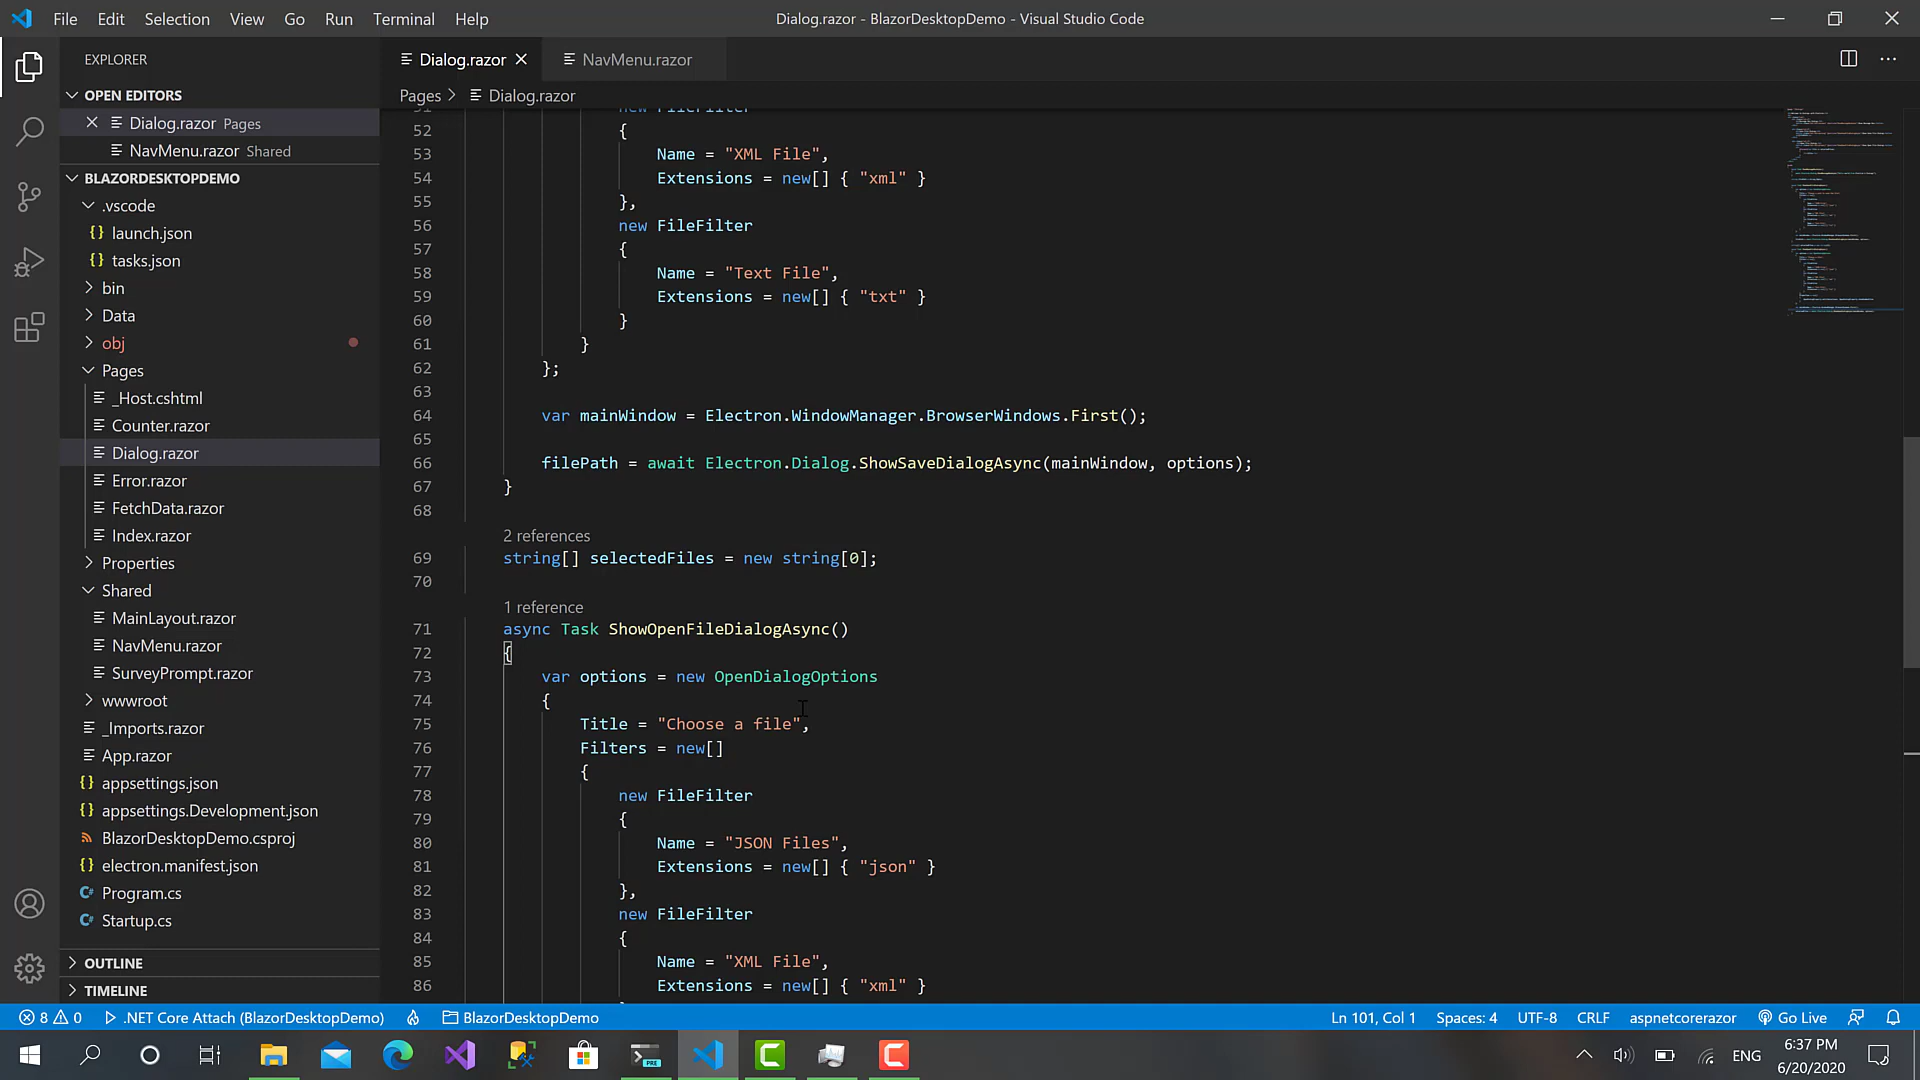 File Edit Selection View Go Run Terminal Help
Dialog.razor - BlazorDesktopDemo - Visual Studio Code
EXPLORER
OPEN EDITORS
Dialog.razor Pages
NavMenu.razor Shared
BLAZORDESKTOPDEMO
.vscode
launch.json
tasks.json
bin
Data
obj
Pages
_Host.cshtml
Counter.razor
Dialog.razor
Error.razor
FetchData.razor
Index.razor
Properties
Shared
MainLayout.razor
NavMenu.razor
SurveyPrompt.razor
wwwroot
_Imports.razor
App.razor
appsettings.json
appsettings.Development.json
BlazorDesktopDemo.csproj
electron.manifest.json
Program.cs
Startup.cs
OUTLINE
TIMELINE
Dialog.razor
NavMenu.razor
Pages > Dialog.razor
51 new FileFilter
52 {
53 Name = "XML File",
54 Extensions = new[] { "xml" }
55 },
56 new FileFilter
57 {
58 Name = "Text File",
59 Extensions = new[] { "txt" }
60 }
61 }
62 };
63
64 var mainWindow = Electron.WindowManager.BrowserWindows.First();
65
66 filePath = await Electron.Dialog.ShowSaveDialogAsync(mainWindow, options);
67 }
68
2 references
69 string[] selectedFiles = new string[0];
70
1 reference
71 async Task ShowOpenFileDialogAsync()
72 {
73 var options = new OpenDialogOptions
74 {
75 Title = "Choose a file",
76 Filters = new[]
77 {
78 new FileFilter
79 {
80 Name = "JSON Files",
81 Extensions = new[] { "json" }
82 },
83 new FileFilter
84 {
85 Name = "XML File",
86 Extensions = new[] { "xml" }
8 0 .NET Core Attach (BlazorDesktopDemo) BlazorDesktopDemo
Ln 101, Col 1 Spaces: 4 UTF-8 CRLF aspnetcorerazor Go Live
PRE
ENG
6:37 PM
6/20/2020